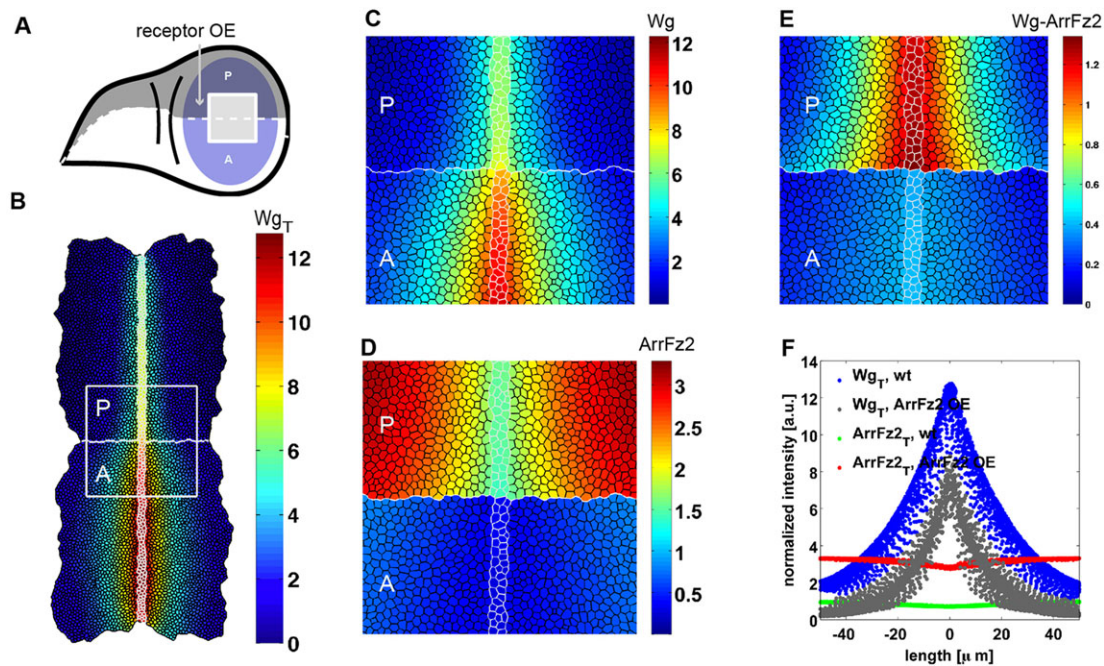 A
receptor OE
P
A
B
Wg_T
12
10
8
6
4
2
0
P
A
C
Wg
12
10
8
6
4
2
P
A
D
ArrFz2
3
2.5
2
1.5
1
0.5
P
A
E
Wg-ArrFz2
1.2
1
0.8
0.6
0.4
0.2
0
P
A
F
14
12
10
8
6
4
2
0
normalized intensity [a.u.]
Wg_T, wt
Wg_T, ArrFz2 OE
ArrFz2_T, wt
ArrFz2_T, ArrFz2 OE
-40 -20 0 20 40
length [μ m]